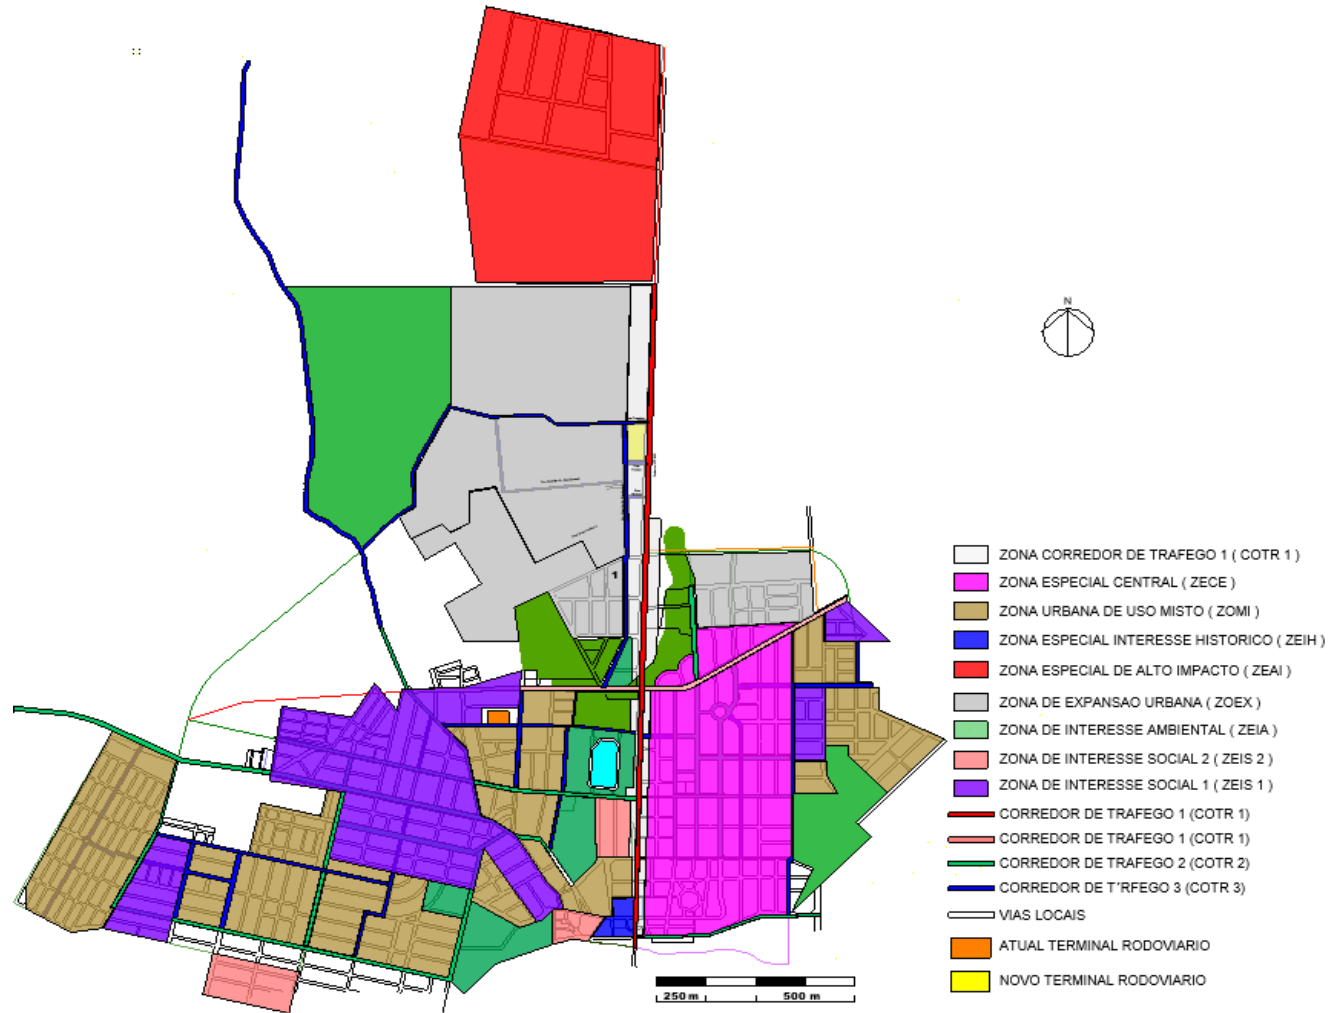 N
1
ZONA CORREDOR DE TRAFEGO 1 ( COTR 1 )
ZONA ESPECIAL CENTRAL ( ZECE )
ZONA URBANA DE USO MISTO ( ZOMI )
ZONA ESPECIAL INTERESSE HISTORICO ( ZEIH )
ZONA ESPECIAL DE ALTO IMPACTO ( ZEAI )
ZONA DE EXPANSAO URBANA ( ZOEX )
ZONA DE INTERESSE AMBIENTAL ( ZEIA )
ZONA DE INTERESSE SOCIAL 2 ( ZEIS 2 )
ZONA DE INTERESSE SOCIAL 1 ( ZEIS 1 )
CORREDOR DE TRAFEGO 1 (COTR 1)
CORREDOR DE TRAFEGO 1 (COTR 1)
CORREDOR DE TRAFEGO 2 (COTR 2)
CORREDOR DE T'RFEGO 3 (COTR 3)
VIAS LOCAIS
ATUAL TERMINAL RODOVIARIO
NOVO TERMINAL RODOVIARIO
250 m 500 m